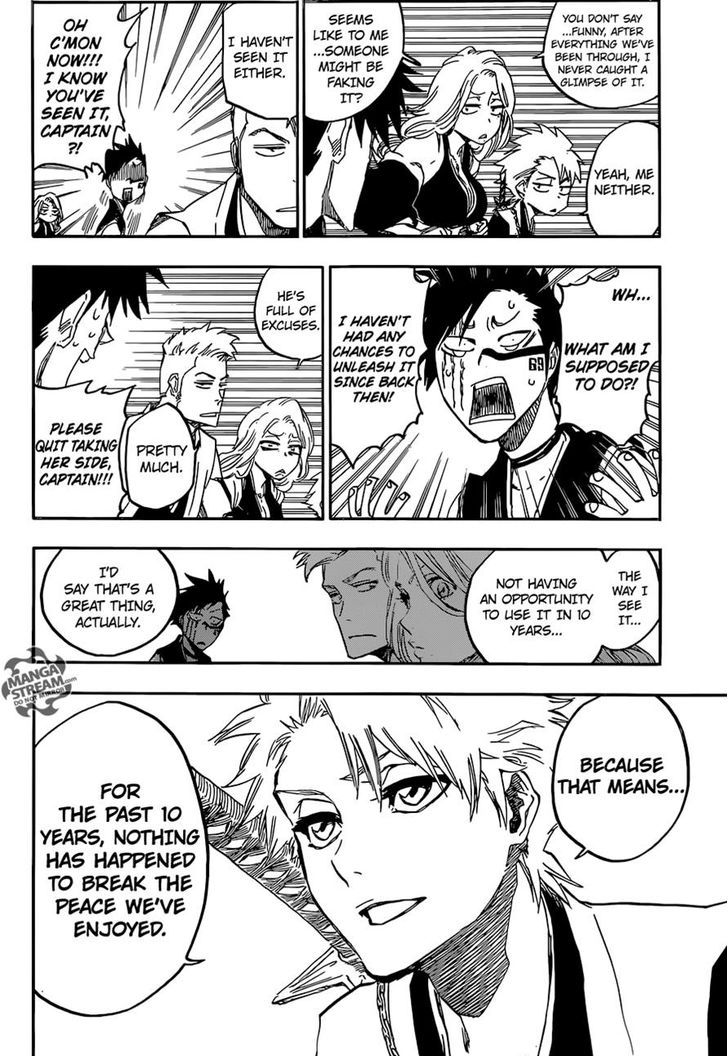 YOU DON'T SAY
...FUNNY, AFTER
EVERYTHING WE'VE
BEEN THROUGH, I
NEVER CAUGHT A
GLIMPSE OF IT.
YEAH, ME
NEITHER.
SEEMS
LIKE TO ME
...SOMEONE
MIGHT BE
FAKING
IT?
I HAVEN'T
SEEN IT
EITHER.
OH
C'MON
NOW!!!
I KNOW
YOU'VE
SEEN IT,
CAPTAIN
?!
WH...
WHAT AM I
SUPPOSED
TO DO?!
69
I HAVEN'T
HAD ANY
CHANCES TO
UNLEASH IT
SINCE BACK
THEN!
HE'S
FULL OF
EXCUSES.
PRETTY
MUCH.
PLEASE
QUIT TAKING
HER SIDE,
CAPTAIN!!!
THE
WAY I
SEE
IT...
NOT HAVING
AN OPPORTUNITY
TO USE IT IN 10
YEARS...
I'D
SAY THAT'S A
GREAT THING,
ACTUALLY.
MANGA
STREAM.com
DO NOT MIRROR
BECAUSE
THAT MEANS...
FOR
THE PAST 10
YEARS, NOTHING
HAS HAPPENED
TO BREAK THE
PEACE WE'VE
ENJOYED.